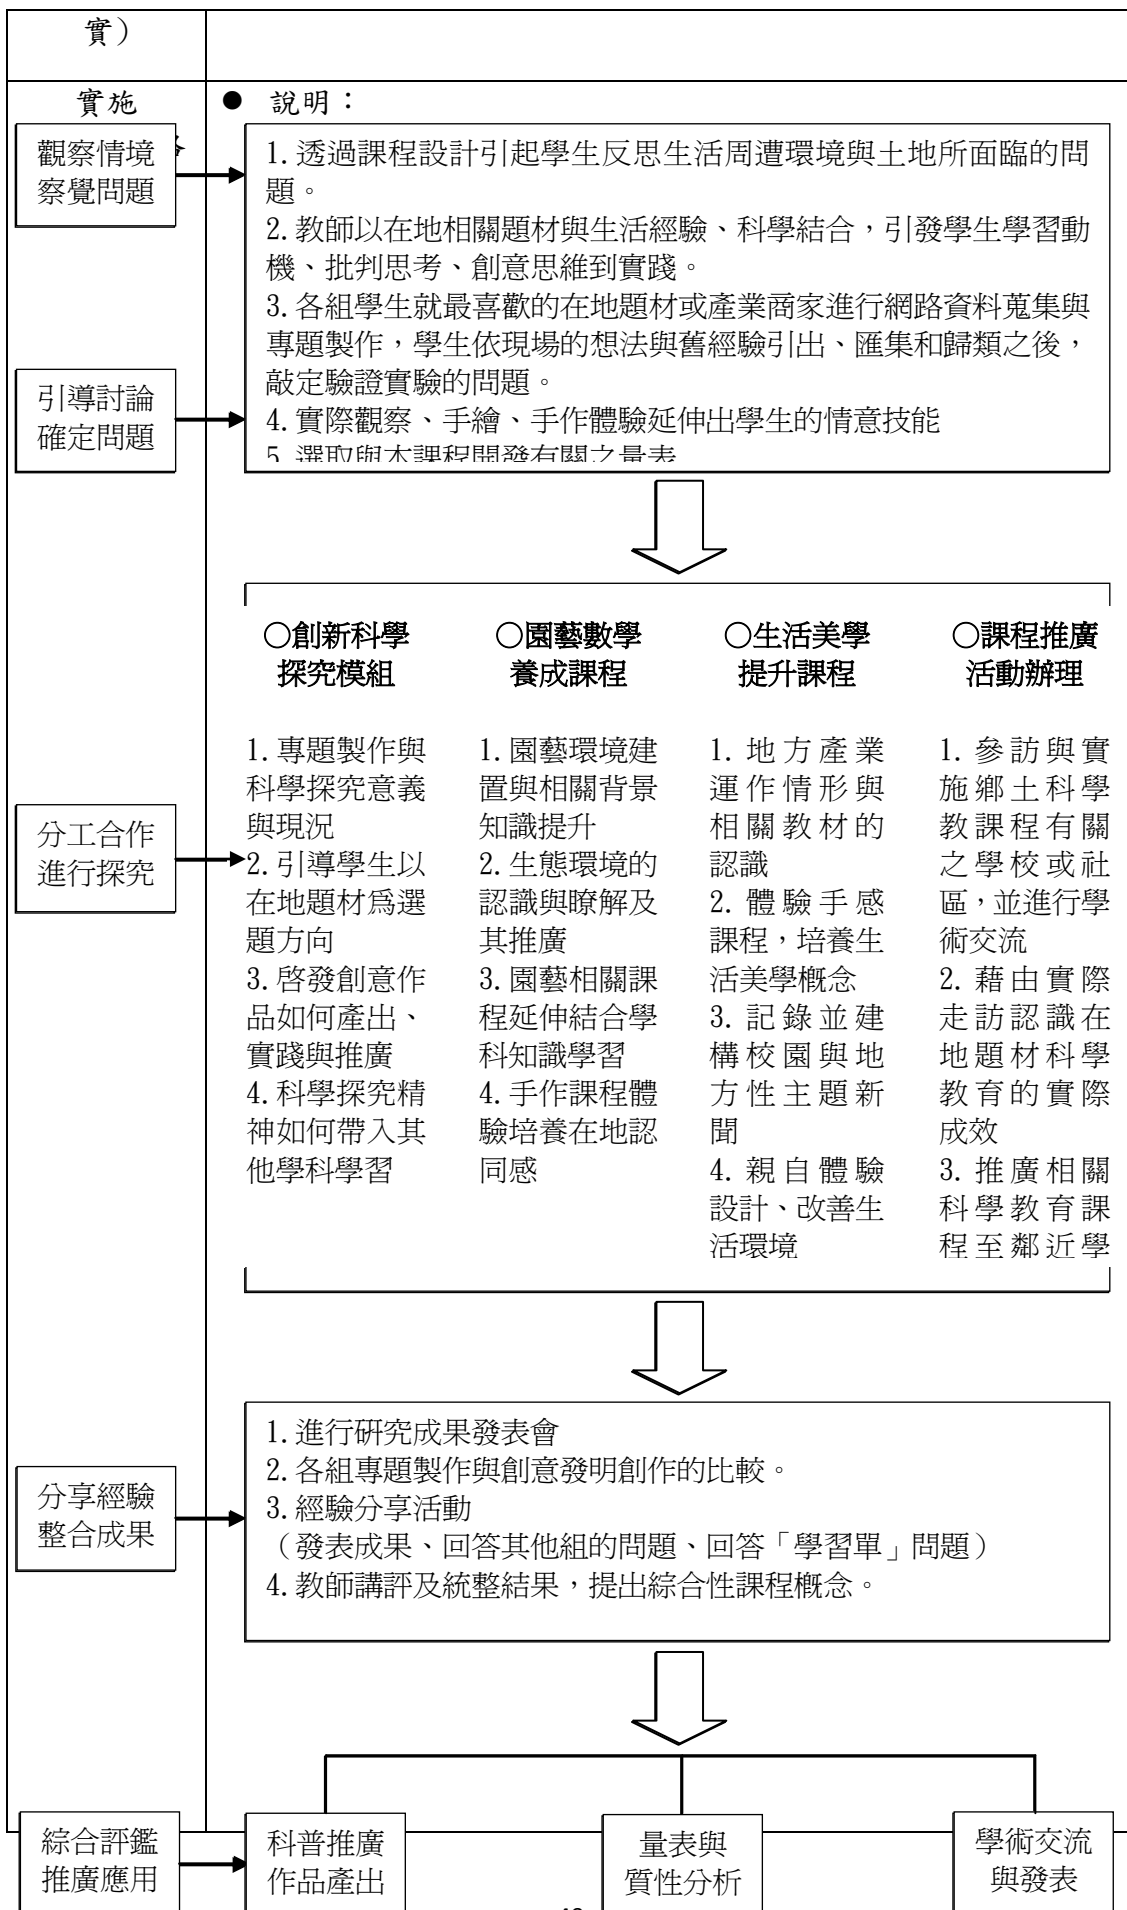 實）
實施
● 說明：
觀察情境
察覺問題
1.透過課程設計引起學生反思生活周遭環境與土地所面臨的問
題。
2.教師以在地相關題材與生活經驗、科學結合，引發學生學習動
機、批判思考、創意思維到實踐。
3.各組學生就最喜歡的在地題材或產業商家進行網路資料蒐集與
專題製作，學生依現場的想法與舊經驗引出、匯集和歸類之後，
敲定驗證實驗的問題。
4.實際觀察、手繪、手作體驗延伸出學生的情意技能
5.選取與本課程開發有關之量表
引導討論
確定問題
○創新科學
探究模組
1.專題製作與
科學探究意義
與現況
2.引導學生以
在地題材為選
題方向
3.啓發創意作
品如何產出、
實踐與推廣
4.科學探究精
神如何帶入其
他學科學習
○園藝數學
養成課程
1.園藝環境建
置與相關背景
知識提升
2.生態環境的
認識與瞭解及
其推廣
3.園藝相關課
程延伸結合學
科知識學習
4.手作課程體
驗培養在地認
同感
○生活美學
提升課程
1.地方產業
運作情形與
相關教材的
認識
2.體驗手感
課程，培養生
活美學概念
3.記錄並建
構校園與地
方性主題新
聞
4.親自體驗
設計、改善生
活環境
○課程推廣
活動辦理
1.參訪與實
施鄉土科學
教課程有關
之學校或社
區，並進行學
術交流
2.藉由實際
走訪認識在
地題材科學
教育的實際
成效
3.推廣相關
科學教育課
程至鄰近學
分工合作
進行探究
1.進行研究成果發表會
2.各組專題製作與創意發明創作的比較。
3.經驗分享活動
（發表成果、回答其他組的問題、回答「學習單」問題）
4.教師講評及統整結果，提出綜合性課程概念。
分享經驗
整合成果
綜合評鑑
推廣應用
科普推廣
作品產出
量表與
質性分析
學術交流
與發表